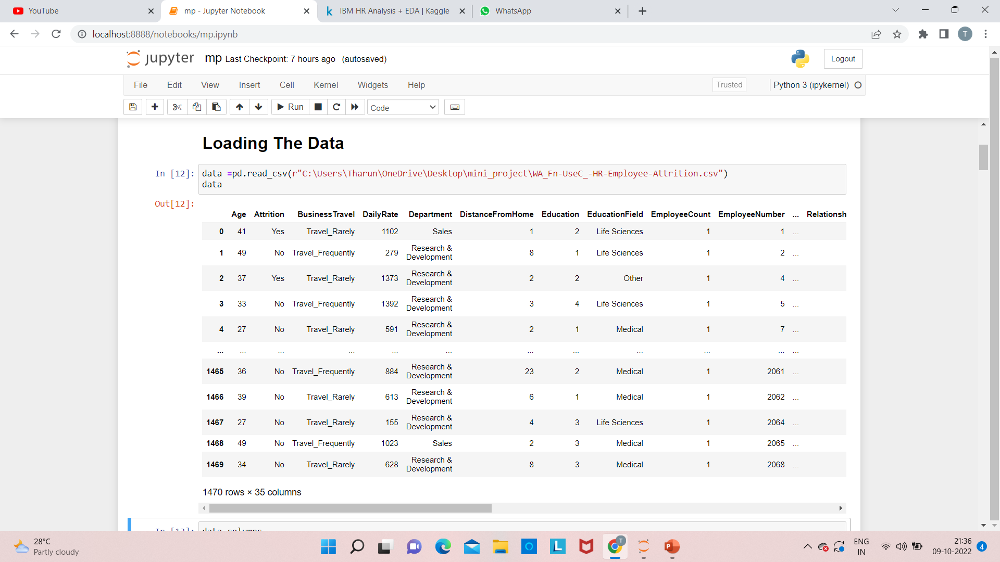 YouTube
mp - Jupyter Notebook
IBM HR Analysis + EDA | Kaggle
WhatsApp
localhost:8888/notebooks/mp.ipynb
T
jupyter mp Last Checkpoint: 7 hours ago (autosaved)
Logout
File Edit View Insert Cell Kernel Widgets Help
Trusted
Python 3 (ipykernel)
Run
Code
Loading The Data
In [12]: data =pd.read_csv(r"C:\Users\Tharun\OneDrive\Desktop\mini_project\WA_Fn-UseC_-HR-Employee-Attrition.csv")
data
Out[12]:
Age Attrition BusinessTravel DailyRate Department DistanceFromHome Education EducationField EmployeeCount EmployeeNumber ... Relationsh
0 41 Yes Travel_Rarely 1102 Sales 1 2 Life Sciences 1 1 ...
1 49 No Travel_Frequently 279 Research & Development 8 1 Life Sciences 1 2 ...
2 37 Yes Travel_Rarely 1373 Research & Development 2 2 Other 1 4 ...
3 33 No Travel_Frequently 1392 Research & Development 3 4 Life Sciences 1 5 ...
4 27 No Travel_Rarely 591 Research & Development 2 1 Medical 1 7 ...
... ... ... ... ... ... ... ... ... ... ... ...
1465 36 No Travel_Frequently 884 Research & Development 23 2 Medical 1 2061 ...
1466 39 No Travel_Rarely 613 Research & Development 6 1 Medical 1 2062 ...
1467 27 No Travel_Rarely 155 Research & Development 4 3 Life Sciences 1 2064 ...
1468 49 No Travel_Frequently 1023 Sales 2 3 Medical 1 2065 ...
1469 34 No Travel_Rarely 628 Research & Development 8 3 Medical 1 2068 ...
1470 rows × 35 columns
In [13]: data.columns
28°C
Partly cloudy
ENG
IN
21:36
09-10-2022
4